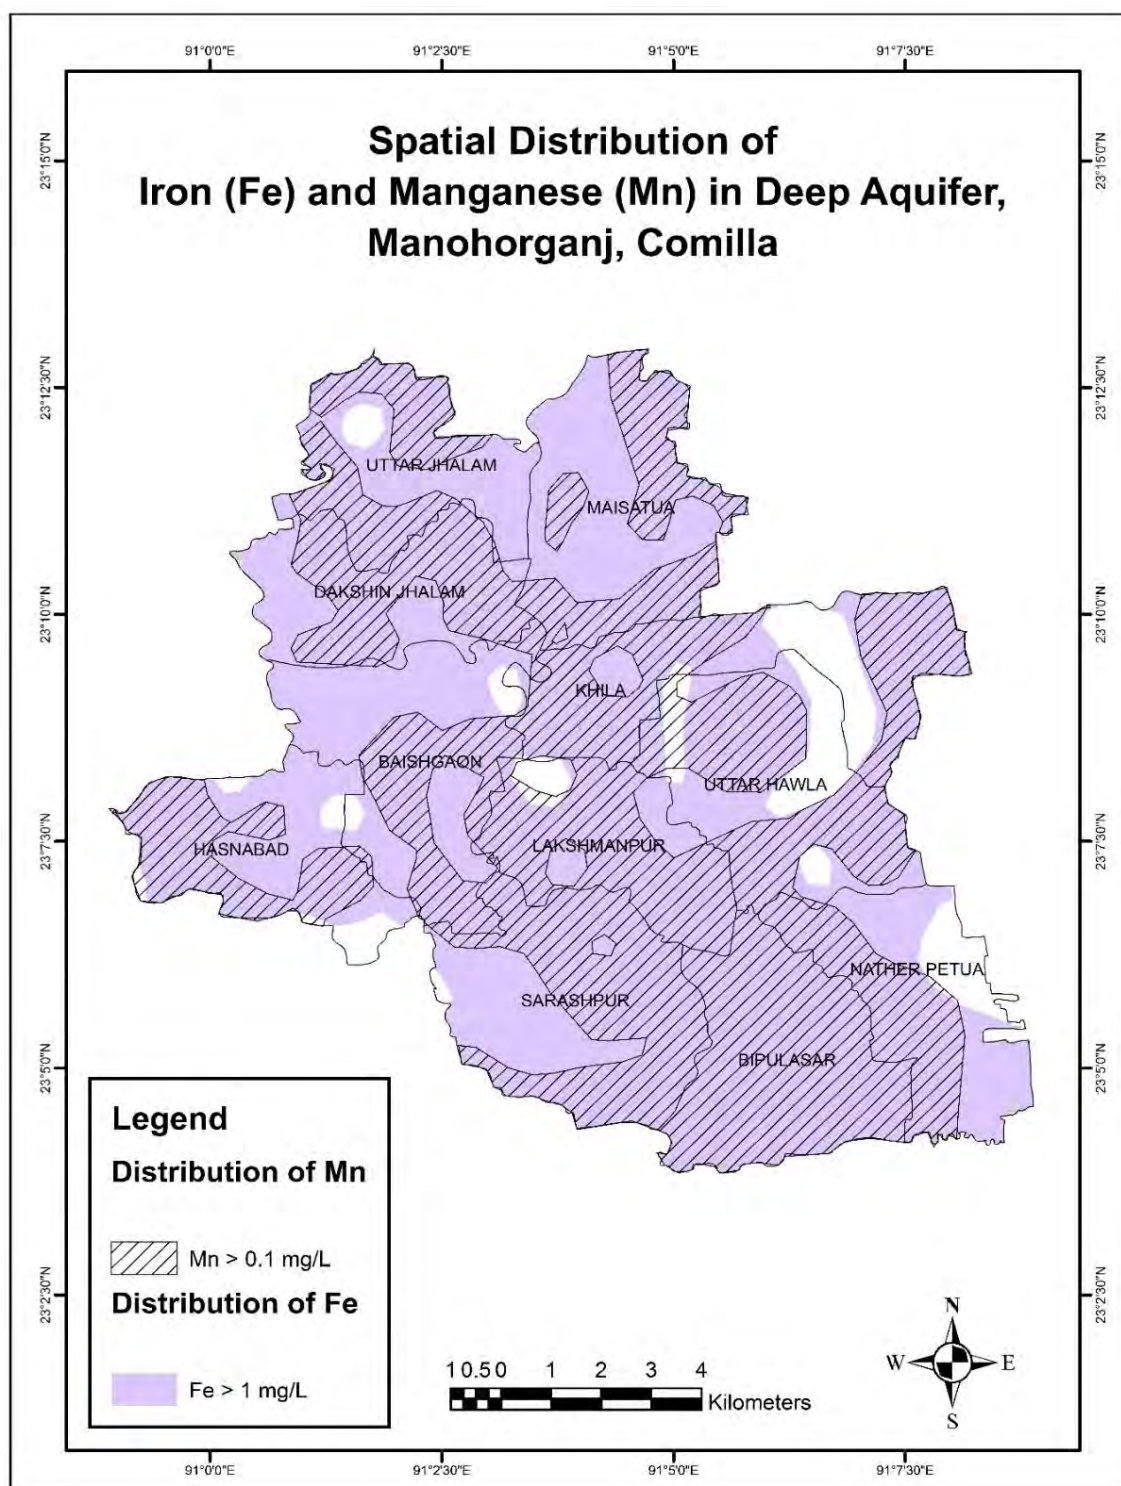 91°0'0"E 91°2'30"E 91°5'0"E 91°7'30"E
Spatial Distribution of
Iron (Fe) and Manganese (Mn) in Deep Aquifer,
Manohorganj, Comilla
23°15'0"N 23°15'0"N
23°12'30"N 23°12'30"N
UTTAR JHALAM
MAISATUA
DAKSHIN JHALAM
23°10'0"N 23°10'0"N
KHILA
BAISHGAON
UTTAR HAWLA
HASNABAD
LAKSHMANPUR
23°7'30"N 23°7'30"N
NATHER PETUA
SARASHPUR
BIPULASAR
23°5'0"N 23°5'0"N
Legend
Distribution of Mn
Mn > 0.1 mg/L
Distribution of Fe
Fe > 1 mg/L
23°2'30"N 23°2'30"N
N
W E
S
1 0.5 0 1 2 3 4
Kilometers
91°0'0"E 91°2'30"E 91°5'0"E 91°7'30"E